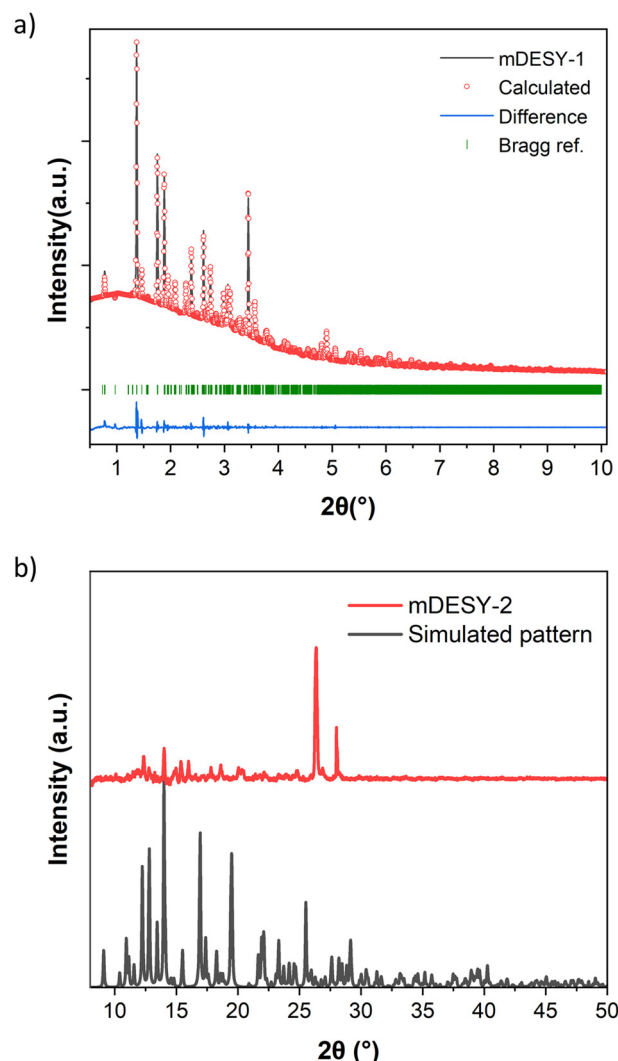 a)
mDESY-1
Calculated
Difference
Bragg ref.
Intensity(a.u.)
1 2 3 4 5 6 7 8 9 10
2θ(°)
b)
mDESY-2
Simulated pattern
Intensity (a.u.)
10 15 20 25 30 35 40 45 50
2θ (°)